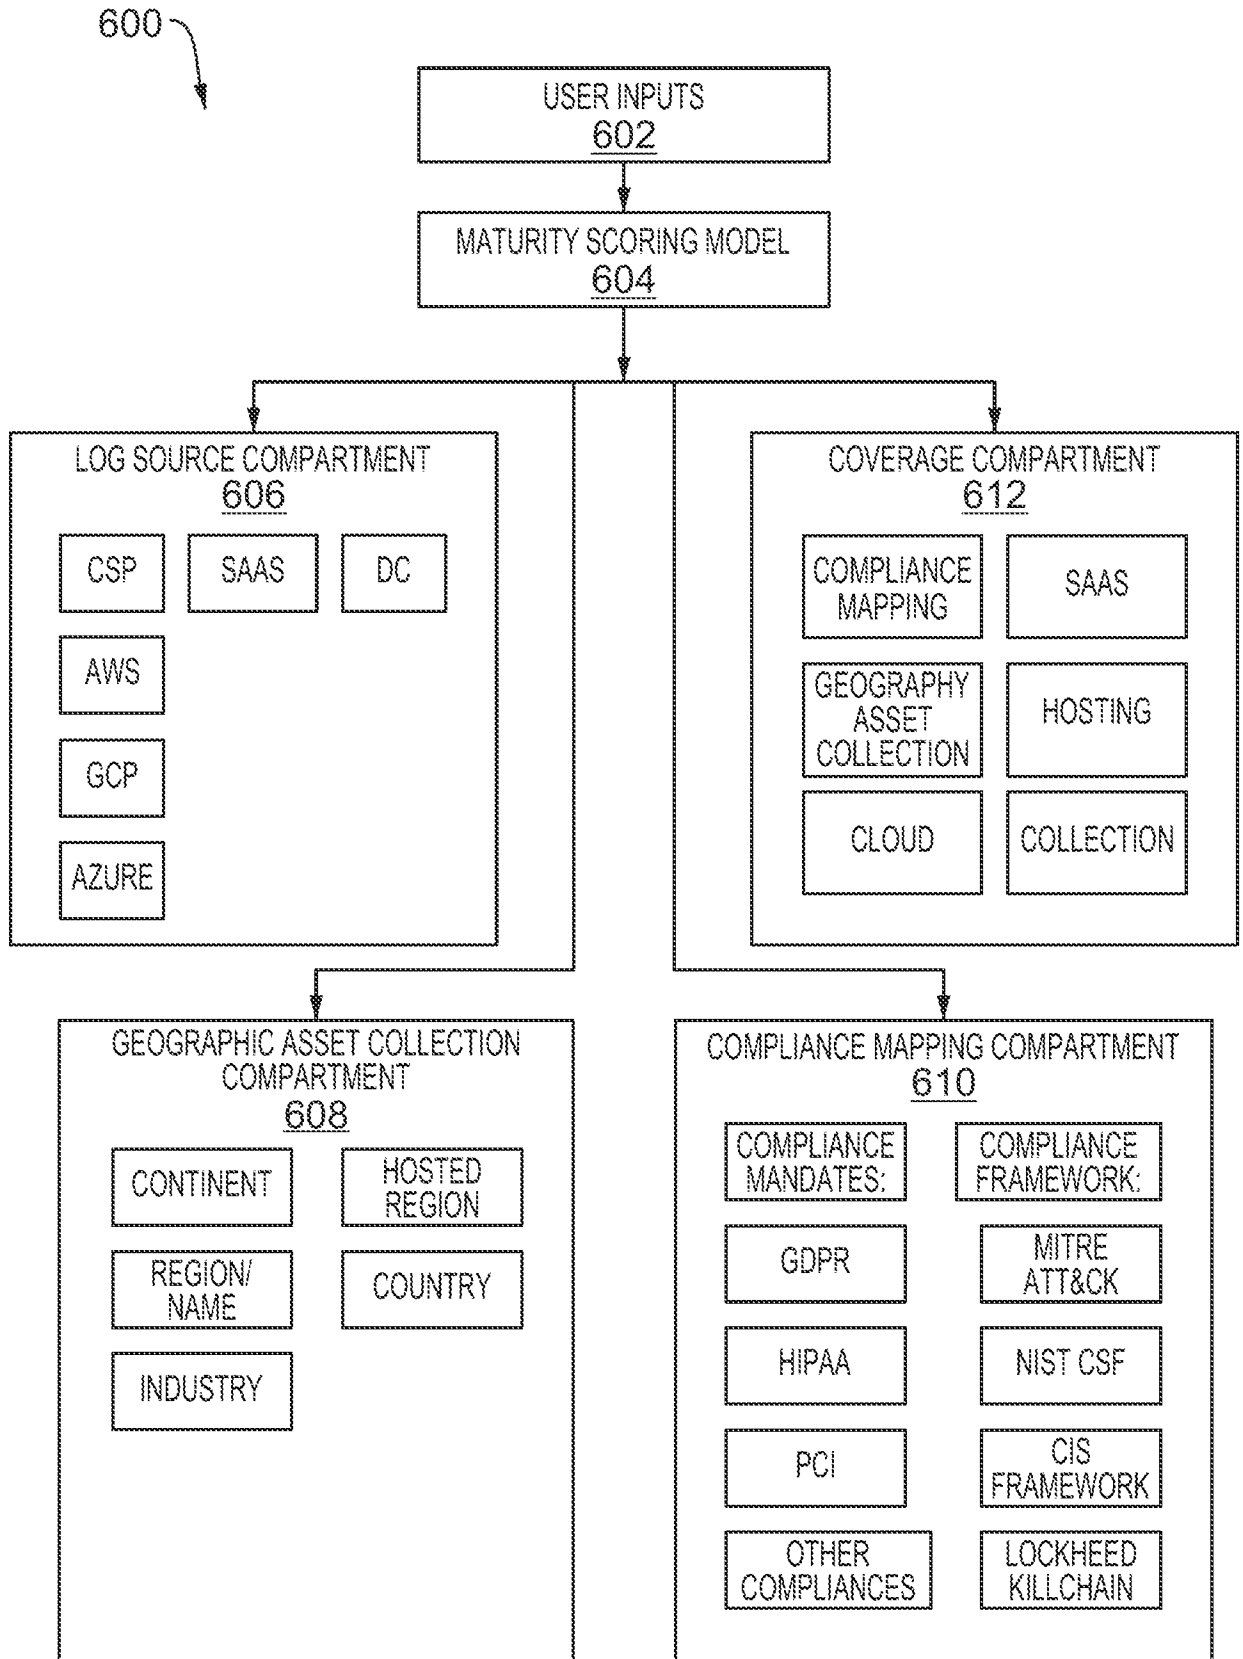 600
USER INPUTS
602
MATURITY SCORING MODEL
604
LOG SOURCE COMPARTMENT
606
CSP
SAAS
DC
AWS
GCP
AZURE
COVERAGE COMPARTMENT
612
COMPLIANCE
MAPPING
SAAS
GEOGRAPHY
ASSET
COLLECTION
HOSTING
CLOUD
COLLECTION
GEOGRAPHIC ASSET COLLECTION
COMPARTMENT
608
CONTINENT
HOSTED
REGION
REGION/
NAME
COUNTRY
INDUSTRY
COMPLIANCE MAPPING COMPARTMENT
610
COMPLIANCE
MANDATES:
COMPLIANCE
FRAMEWORK:
GDPR
MITRE
ATT&CK
HIPAA
NIST CSF
PCI
CIS
FRAMEWORK
OTHER
COMPLIANCES
LOCKHEED
KILLCHAIN